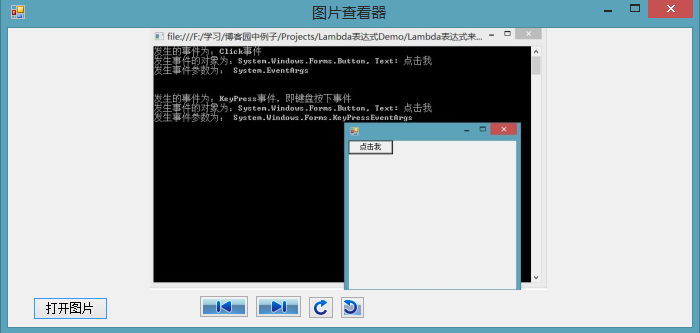 图片查看器
file:///F:/学习/博客园中例子/Projects/Lambda表达式Demo/Lambda表达式来...
发生的事件为：Click事件
发生事件的对象为：System.Windows.Forms.Button, Text: 点击我
发生事件参数为： System.EventArgs
发生的事件为：KeyPress事件，即键盘按下事件
发生事件的对象为：System.Windows.Forms.Button, Text: 点击我
发生事件参数为： System.Windows.Forms.KeyPressEventArgs
点击我
打开图片